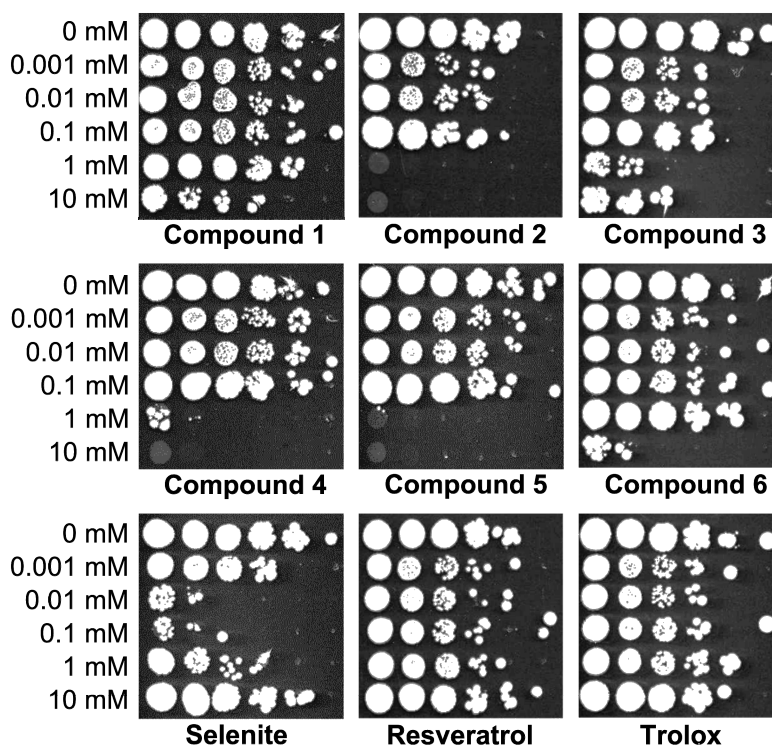 0 mM
0.001 mM
0.01 mM
0.1 mM
1 mM
10 mM
Compound 1 Compound 2 Compound 3
0 mM
0.001 mM
0.01 mM
0.1 mM
1 mM
10 mM
Compound 4 Compound 5 Compound 6
0 mM
0.001 mM
0.01 mM
0.1 mM
1 mM
10 mM
Selenite Resveratrol Trolox